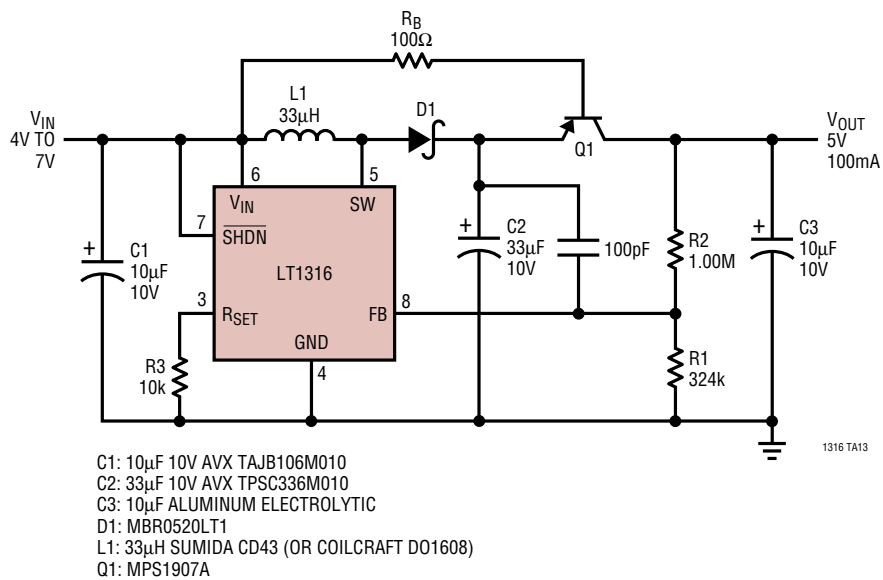 RB
100Ω
L1
33µH
D1
VIN
4V TO
7V
Q1
VOUT
5V
100mA
6
5
VIN
SW
7
SHDN
C1
10µF
10V
+
LT1316
C2
33µF
10V
+
100pF
R2
1.00M
C3
10µF
10V
+
3
RSET
FB
8
GND
4
R3
10k
R1
324k
1316 TA13
C1: 10µF 10V AVX TAJB106M010
C2: 33µF 10V AVX TPSC336M010
C3: 10µF ALUMINUM ELECTROLYTIC
D1: MBR0520LT1
L1: 33µH SUMIDA CD43 (OR COILCRAFT DO1608)
Q1: MPS1907A